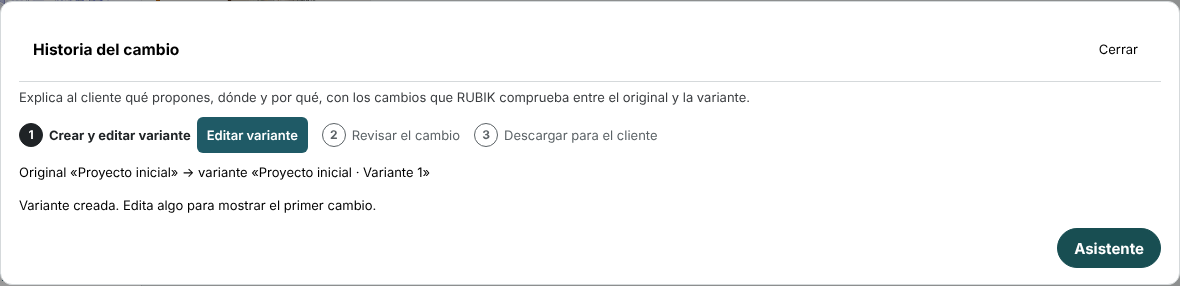 Historia del cambio
Cerrar
Explica al cliente qué propones, dónde y por qué, con los cambios que RUBIK comprueba entre el original y la variante.
1 Crear y editar variante Editar variante 2 Revisar el cambio 3 Descargar para el cliente
Original «Proyecto inicial» → variante «Proyecto inicial · Variante 1»
Variante creada. Edita algo para mostrar el primer cambio.
Asistente